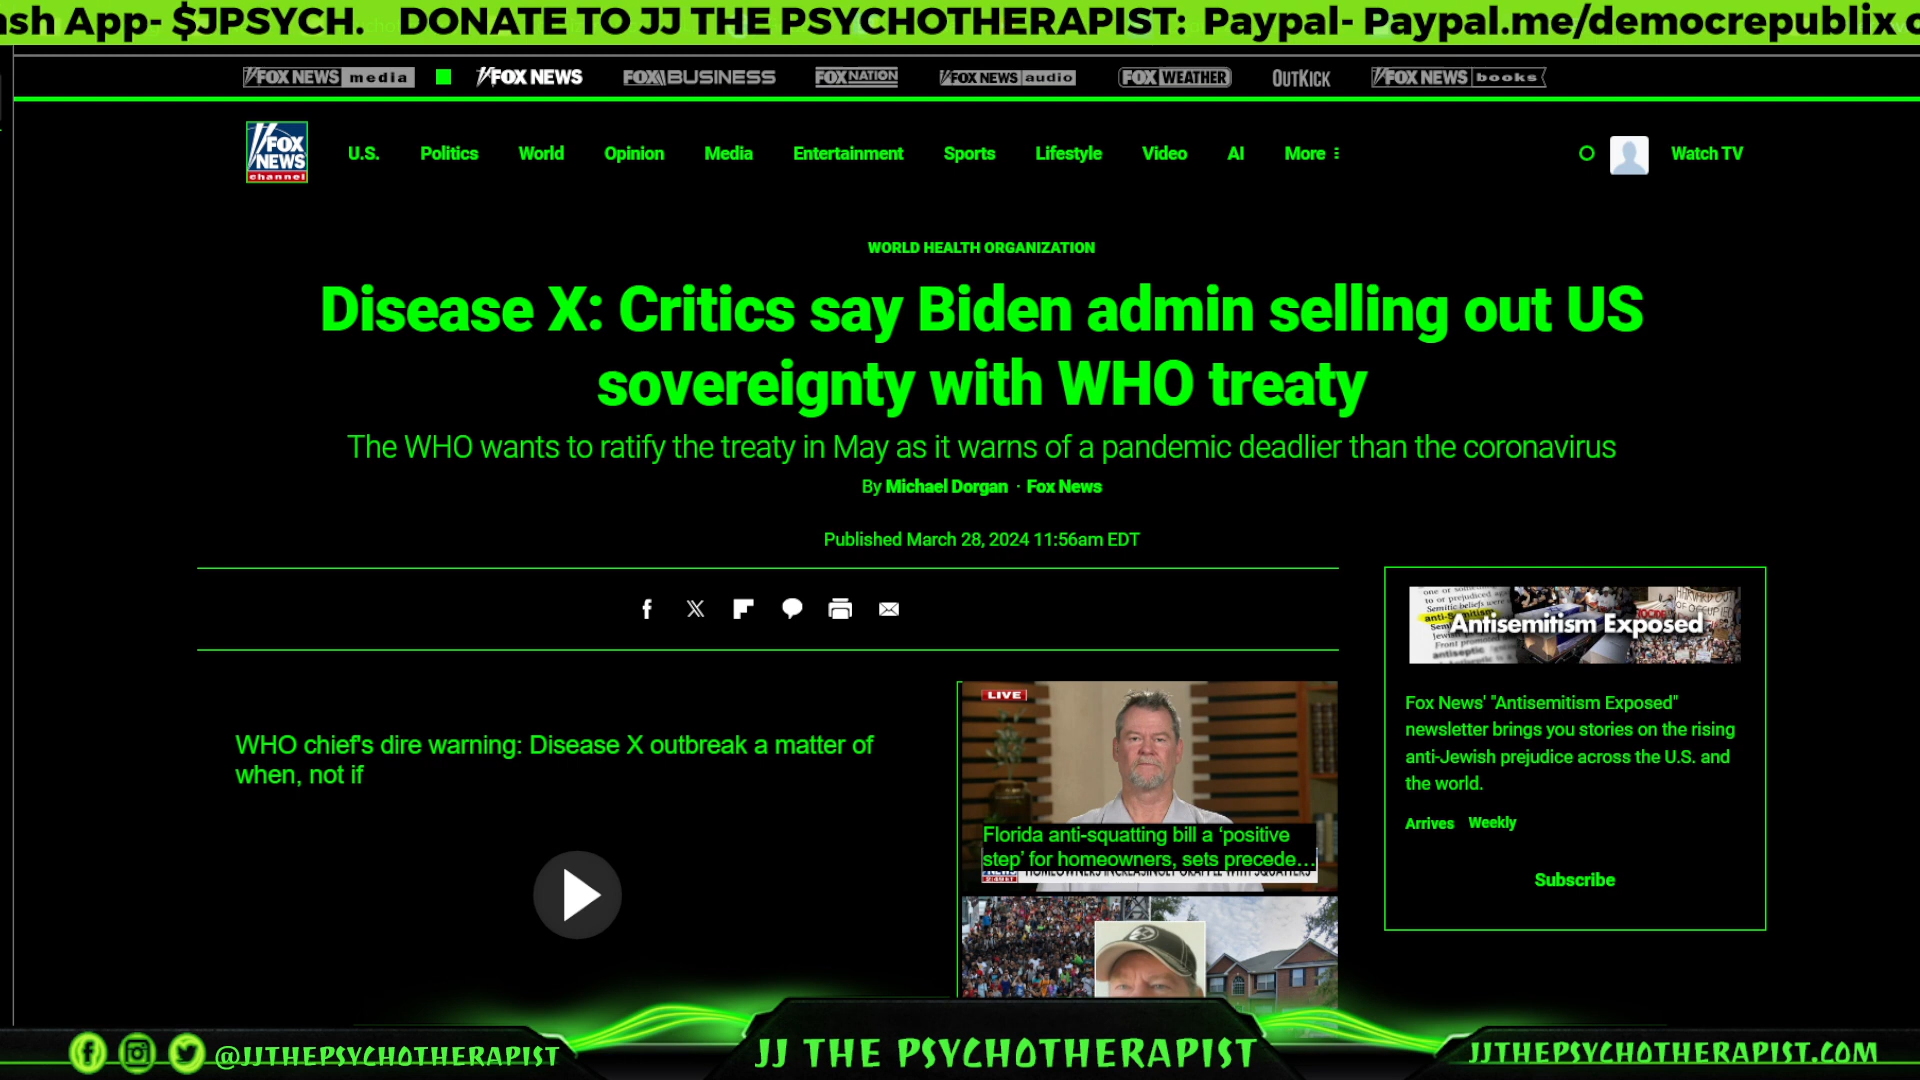 sh App- $JPSYCH. DONATE TO JJ THE PSYCHOTHERAPIST: Paypal- Paypal.me/democrepublix
FOX NEWS media FOX NEWS FOX BUSINESS FOX NATION FOX NEWS audio FOX WEATHER OUTKICK FOX NEWS books
FOX
NEWS
channel
U.S. Politics World Opinion Media Entertainment Sports Lifestyle Video AI More Watch TV
WORLD HEALTH ORGANIZATION
Disease X: Critics say Biden admin selling out US
sovereignty with WHO treaty
The WHO wants to ratify the treaty in May as it warns of a pandemic deadlier than the coronavirus
By Michael Dorgan · Fox News
Published March 28, 2024 11:56am EDT
WHO chief's dire warning: Disease X outbreak a matter of
when, not if
LIVE
Florida anti-squatting bill a ‘positive
step’ for homeowners, sets precede…
HOMEOWNERS INCREASINGLY GRAPPLE WITH SQUATTERS
Antisemitism Exposed
Fox News' "Antisemitism Exposed"
newsletter brings you stories on the rising
anti-Jewish prejudice across the U.S. and
the world.
Arrives Weekly
Subscribe
@JJTHEPSYCHOTHERAPIST
JJ THE PSYCHOTHERAPIST
JJTHEPSYCHOTHERAPIST.COM